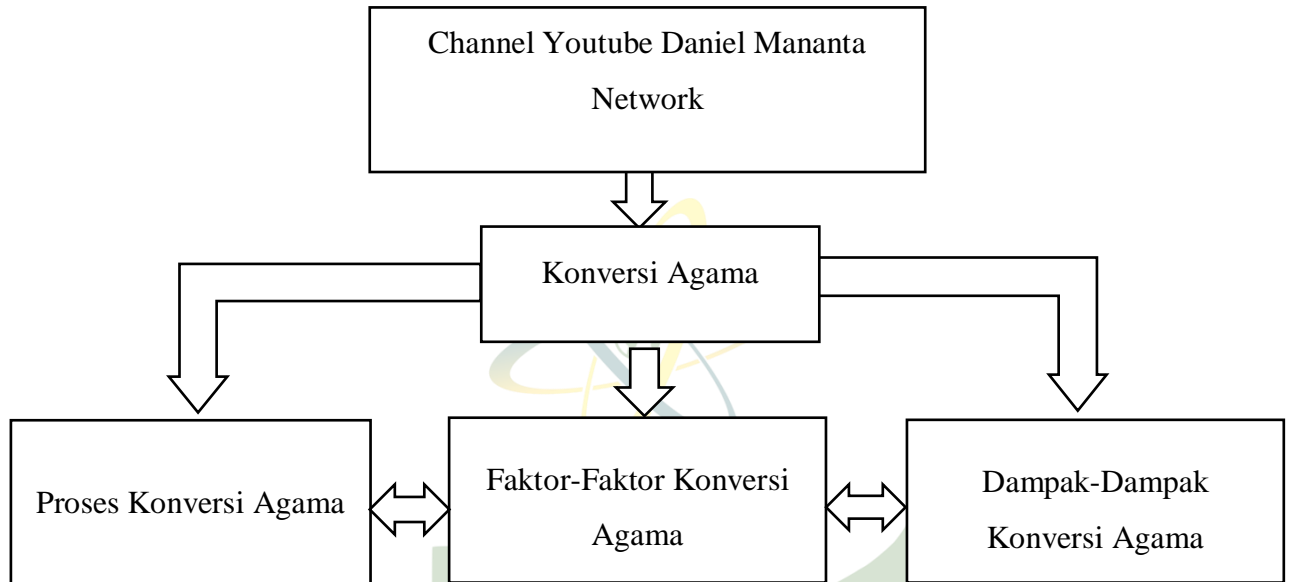 Channel Youtube Daniel Mananta
Network
Konversi Agama
Proses Konversi Agama
Faktor-Faktor Konversi
Agama
Dampak-Dampak
Konversi Agama